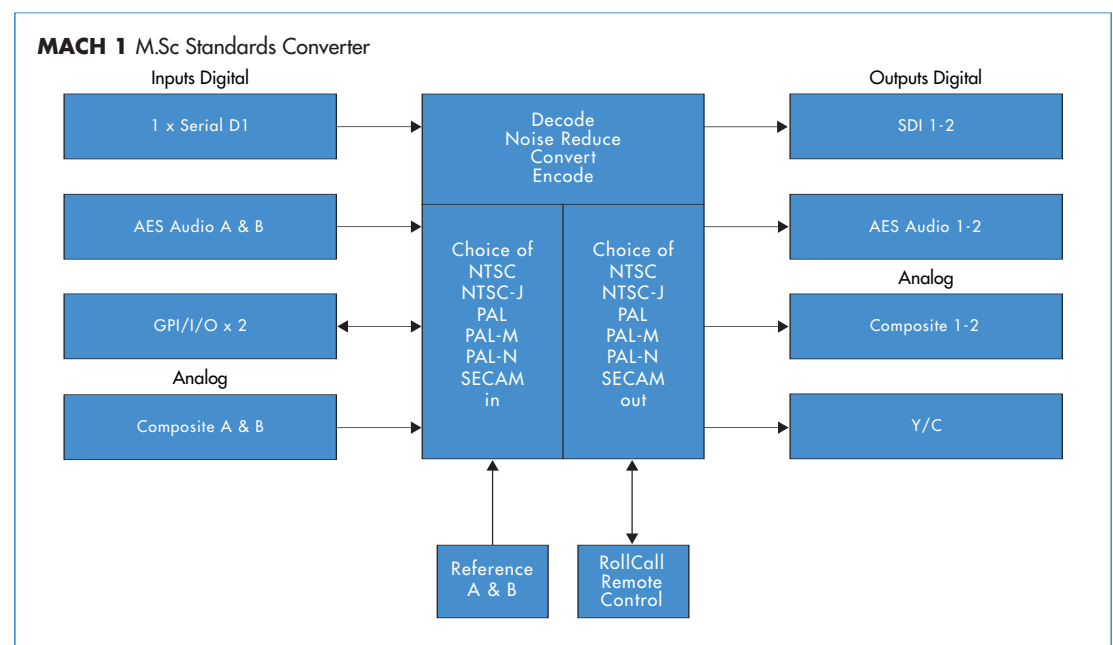 MACH 1 M.Sc Standards Converter
Inputs Digital
Outputs Digital
1 x Serial D1
Decode
Noise Reduce
Convert
Encode
SDI 1-2
AES Audio A & B
AES Audio 1-2
GPI/I/O x 2
Analog
Composite A & B
Choice of
NTSC
NTSC-J
PAL
PAL-M
PAL-N
SECAM
in
Choice of
NTSC
NTSC-J
PAL
PAL-M
PAL-N
SECAM
out
Analog
Composite 1-2
Y/C
Reference
A & B
RollCall
Remote
Control